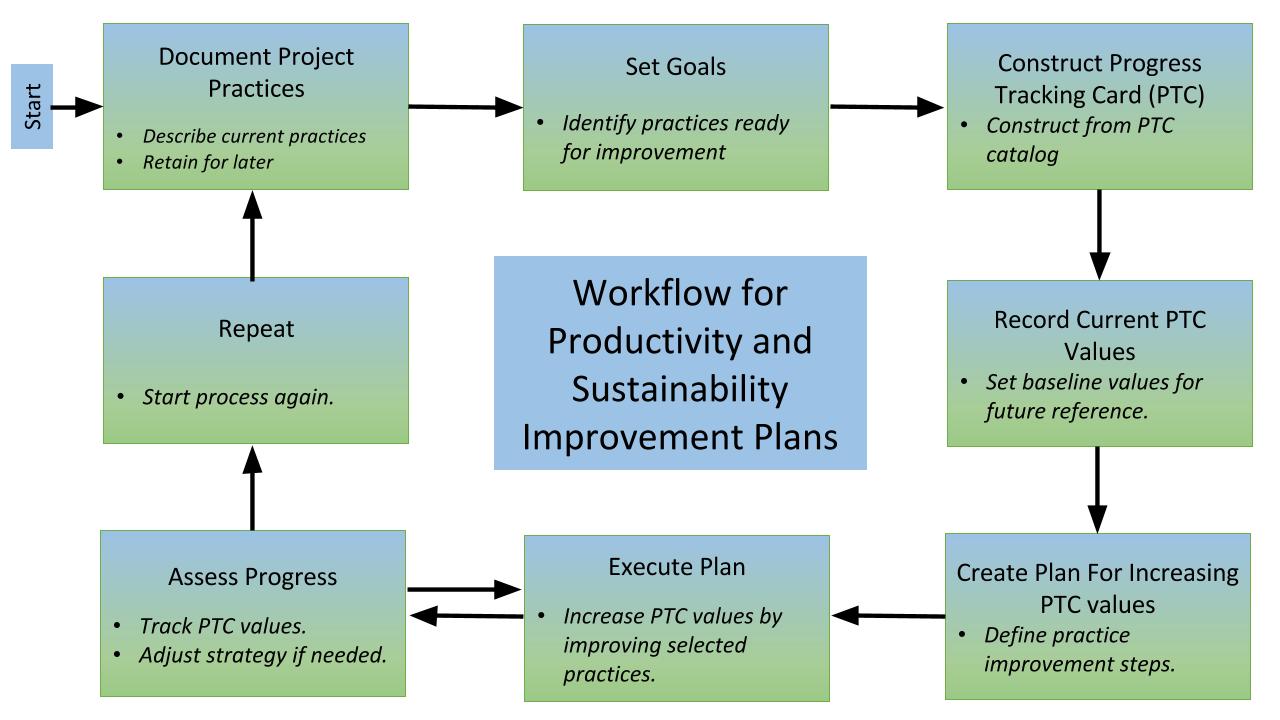 Start
Document Project
Practices
• Describe current practices
• Retain for later
Set Goals
• Identify practices ready
for improvement
Construct Progress
Tracking Card (PTC)
• Construct from PTC
catalog
Repeat
• Start process again.
Workflow for
Productivity and
Sustainability
Improvement Plans
Record Current PTC
Values
• Set baseline values for
future reference.
Assess Progress
• Track PTC values.
• Adjust strategy if needed.
Execute Plan
• Increase PTC values by
improving selected
practices.
Create Plan For Increasing
PTC values
• Define practice
improvement steps.